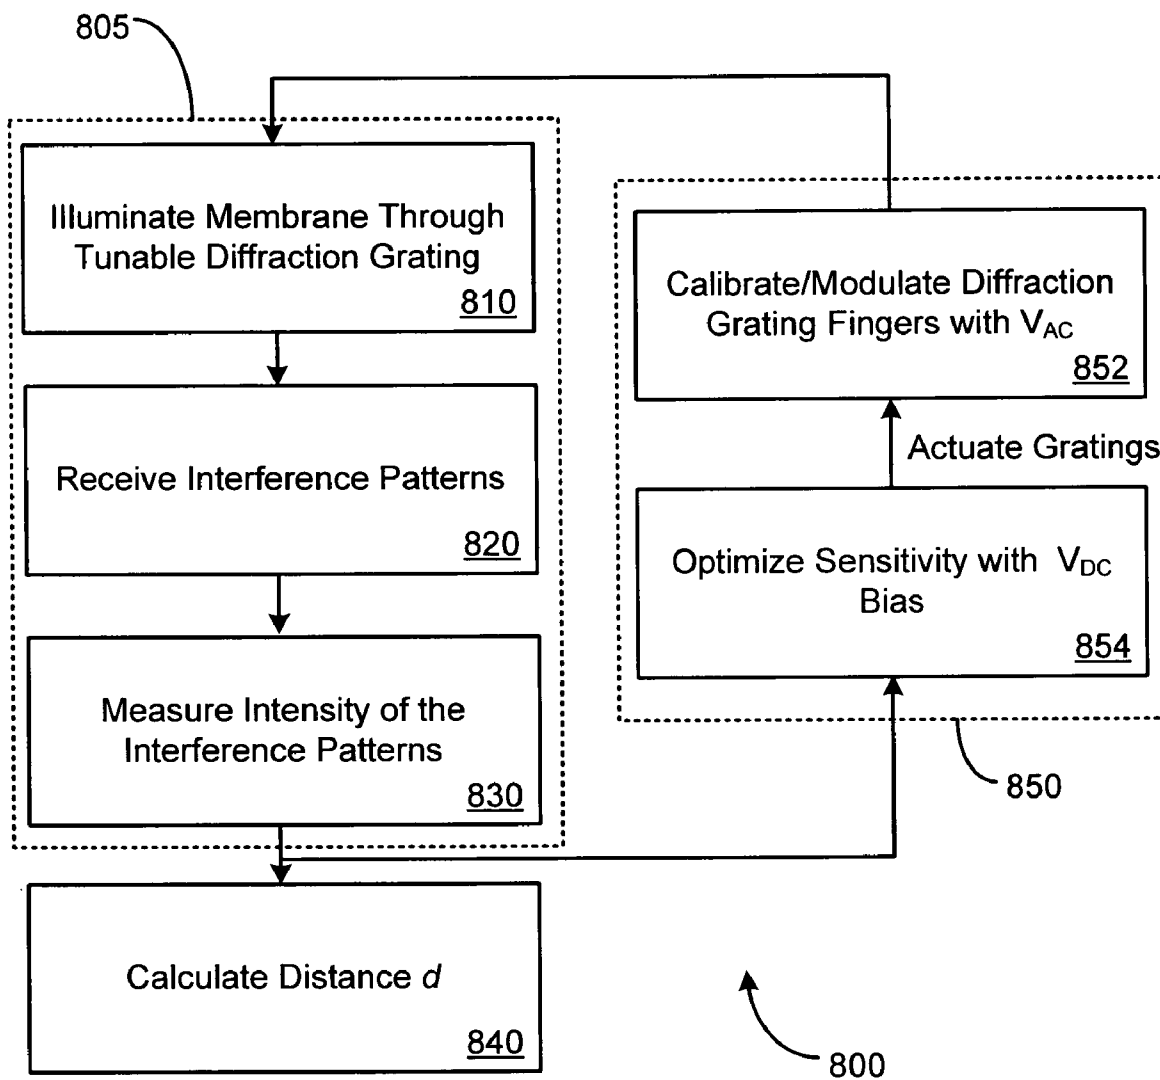 805
Illuminate Membrane Through
Tunable Diffraction Grating
810
Receive Interference Patterns
820
Measure Intensity of the
Interference Patterns
830
Calculate Distance d
840
Calibrate/Modulate Diffraction
Grating Fingers with VAC
852
Actuate Gratings
Optimize Sensitivity with VDC
Bias
854
850
800